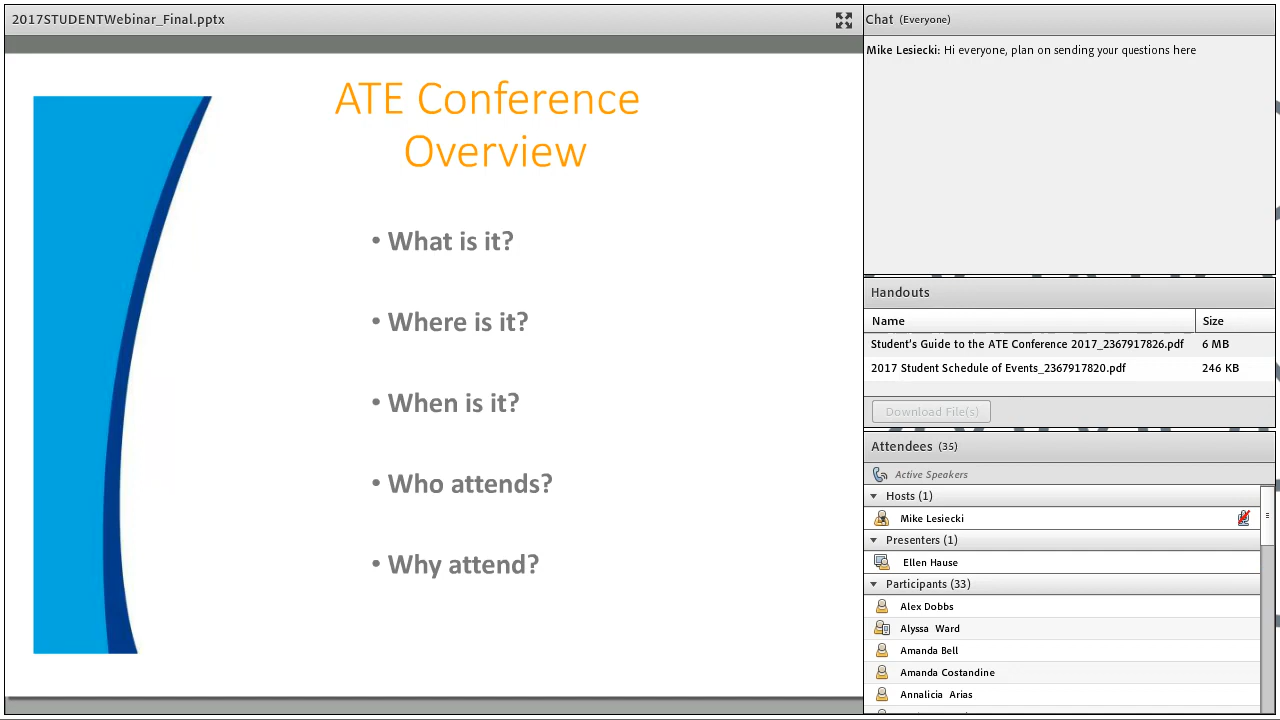 2017STUDENTWebinar_Final.pptx
ATE Conference
Overview
• What is it?
• Where is it?
• When is it?
• Who attends?
• Why attend?
Chat (Everyone)
Mike Lesiecki: Hi everyone, plan on sending your questions here
Handouts
Name Size
Student's Guide to the ATE Conference 2017_2367917826.pdf 6 MB
2017 Student Schedule of Events_2367917820.pdf 246 KB
Download File(s)
Attendees (35)
Active Speakers
Hosts (1)
Mike Lesiecki
Presenters (1)
Ellen Hause
Participants (33)
Alex Dobbs
Alyssa Ward
Amanda Bell
Amanda Costandine
Annalicia Arias